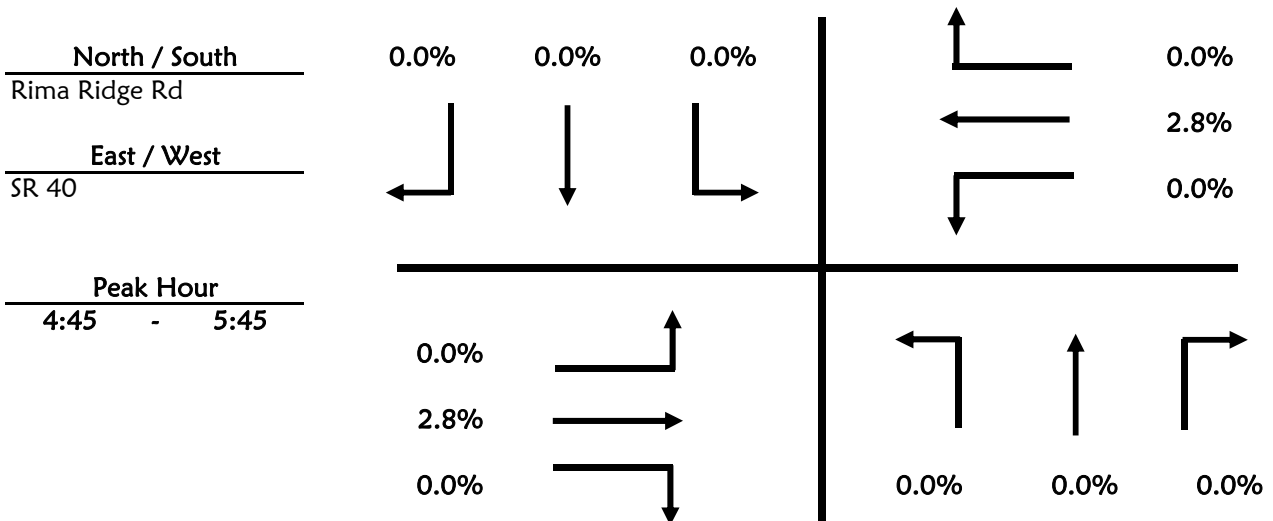 North / South
Rima Ridge Rd
East / West
SR 40
Peak Hour
4:45 - 5:45
0.0% 0.0% 0.0%
0.0%
2.8%
0.0%
0.0%
2.8%
0.0%
0.0% 0.0% 0.0%